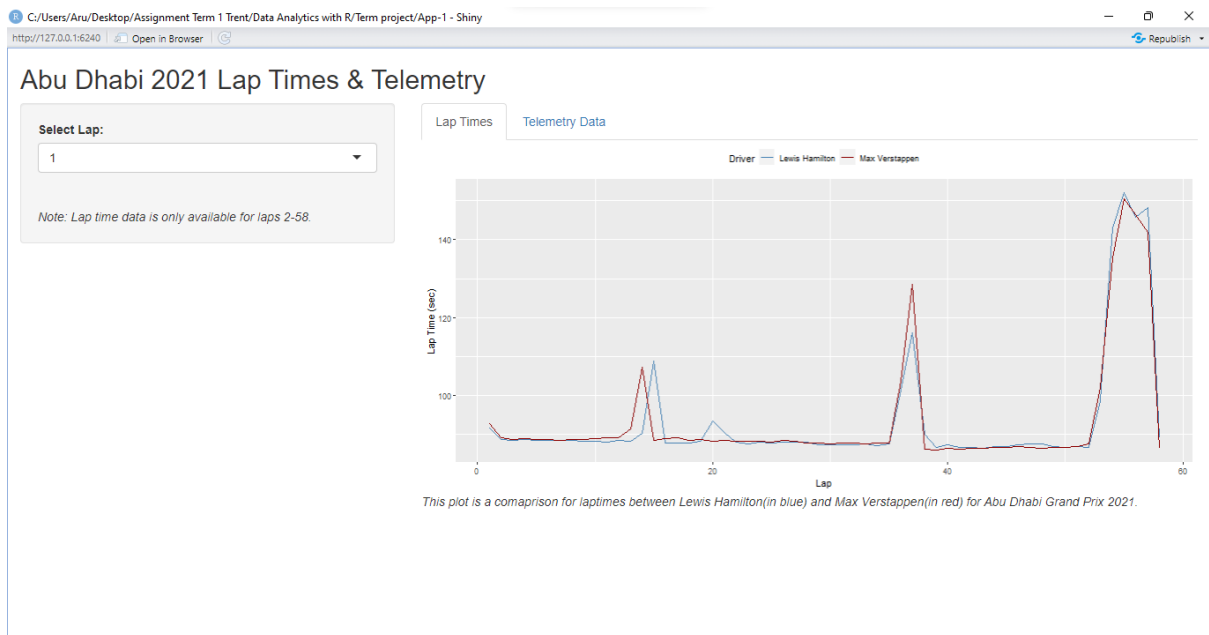 C:/Users/Aru/Desktop/Assignment Term 1 Trent/Data Analytics with R/Term project/App-1 - Shiny
http://127.0.0.1:6240 Open in Browser Republish
Abu Dhabi 2021 Lap Times & Telemetry
Select Lap:
1
Note: Lap time data is only available for laps 2-58.
Lap Times Telemetry Data
Driver Lewis Hamilton Max Verstappen
140
120
100
Lap Time (sec)
0 20 40 60
Lap
This plot is a comaprison for laptimes between Lewis Hamilton(in blue) and Max Verstappen(in red) for Abu Dhabi Grand Prix 2021.